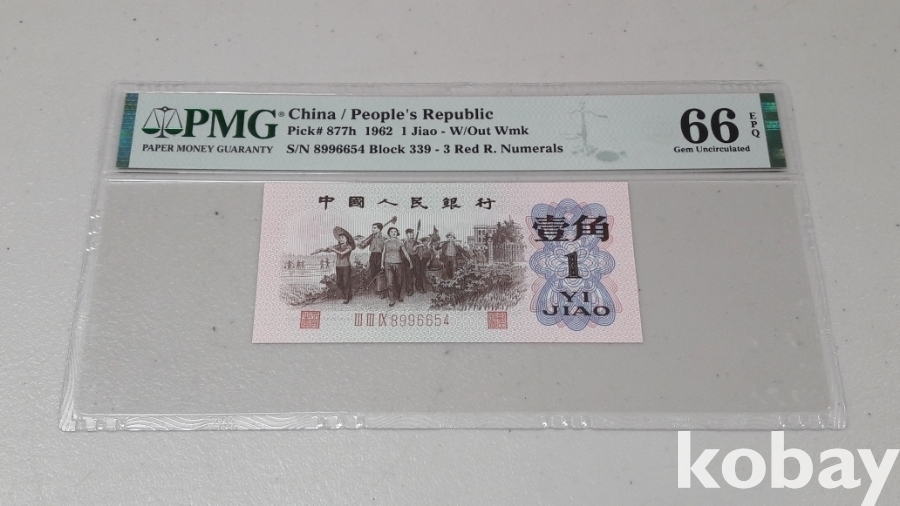 PMG® China / People's Republic
PAPER MONEY GUARANTY
Pick# 877h 1962 1 Jiao - W/Out Wmk
S/N 8996654 Block 339 - 3 Red R. Numerals
66 EPQ
Gem Uncirculated
中國人民銀行
壹角
1
YI
JIAO
III III IX 8996654
kobay